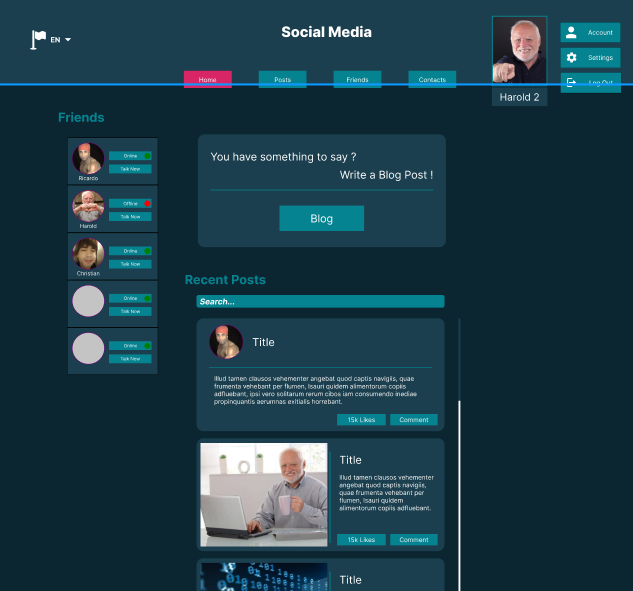 EN
Social Media
Account
Settings
Log Out
Harold 2
Home
Posts
Friends
Contacts
Friends
Online
Talk Now
Ricardo
Offline
Talk Now
Harold
Online
Talk Now
Christian
Online
Talk Now
Online
Talk Now
You have something to say ?
Write a Blog Post !
Blog
Recent Posts
Search...
Title
Illud tamen clausos vehementer angebat quod captis navigiis, quae
frumenta vehebant per flumen, Isauri quidem alimentorum copiis
adfluebant, ipsi vero solitarum rerum cibos iam consumendo inediae
propinquantis aerumnas exitialis horrebant.
15k Likes
Comment
Title
Illud tamen clausos vehementer
angebat quod captis navigiis,
quae frumenta vehebant per
flumen, Isauri quidem
alimentorum copiis adfluebant.
15k Likes
Comment
Title